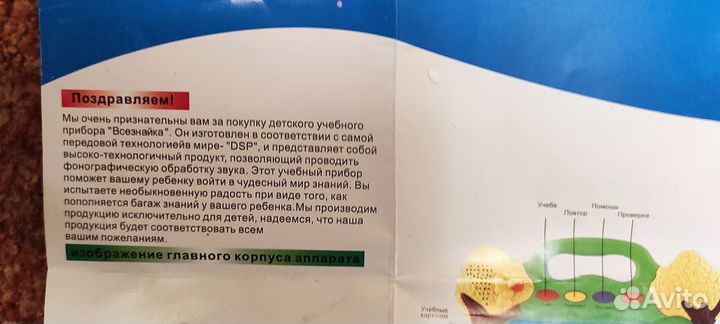 Поздравляем!
Мы очень признательны вам за покупку детского учебного
прибора "Всезнайка". Он изготовлен в соответствии с самой
передовой технологиейв мире- "DSP", и представляет собой
высоко-технологичный продукт, позволяющий проводить
фонографическую обработку звука. Этот учебный прибор
поможет вашему ребенку войти в чудесный мир знаний. Вы
испытаете необыкновенную радость при виде того, как
пополняется багаж знаний у вашего ребенка.Мы производим
продукцию исключительно для детей, надеемся, что наша
продукция будет соответствовать всем
вашим пожеланиям.
изображение главного корпуса аппарата
Помошь
Учеба
Повтор
Проверка
Учебные
карточки
Avito